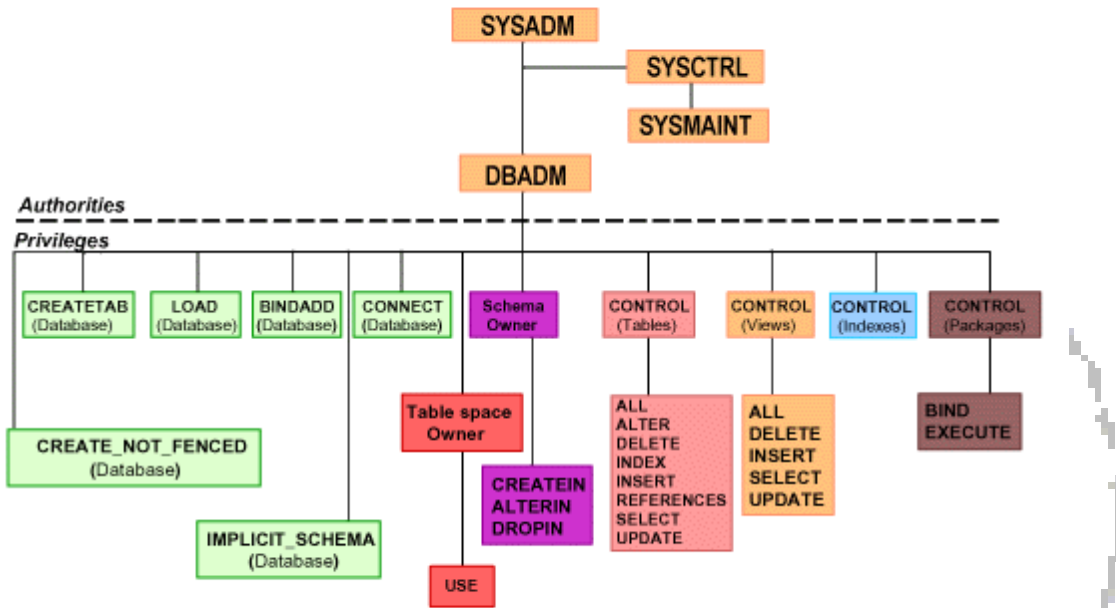 SYSADM
SYSCTRL
SYSMAINT
DBADM
Authorities
Privileges
CREATETAB
(Database)
LOAD
(Database)
BINDADD
(Database)
CONNECT
(Database)
Schema
Owner
CONTROL
(Tables)
CONTROL
(Views)
CONTROL
(Indexes)
CONTROL
(Packages)
CREATE_NOT_FENCED
(Database)
IMPLICIT_SCHEMA
(Database)
Table space
Owner
USE
CREATEIN
ALTERIN
DROPIN
ALL
ALTER
DELETE
INDEX
INSERT
REFERENCES
SELECT
UPDATE
ALL
DELETE
INSERT
SELECT
UPDATE
BIND
EXECUTE